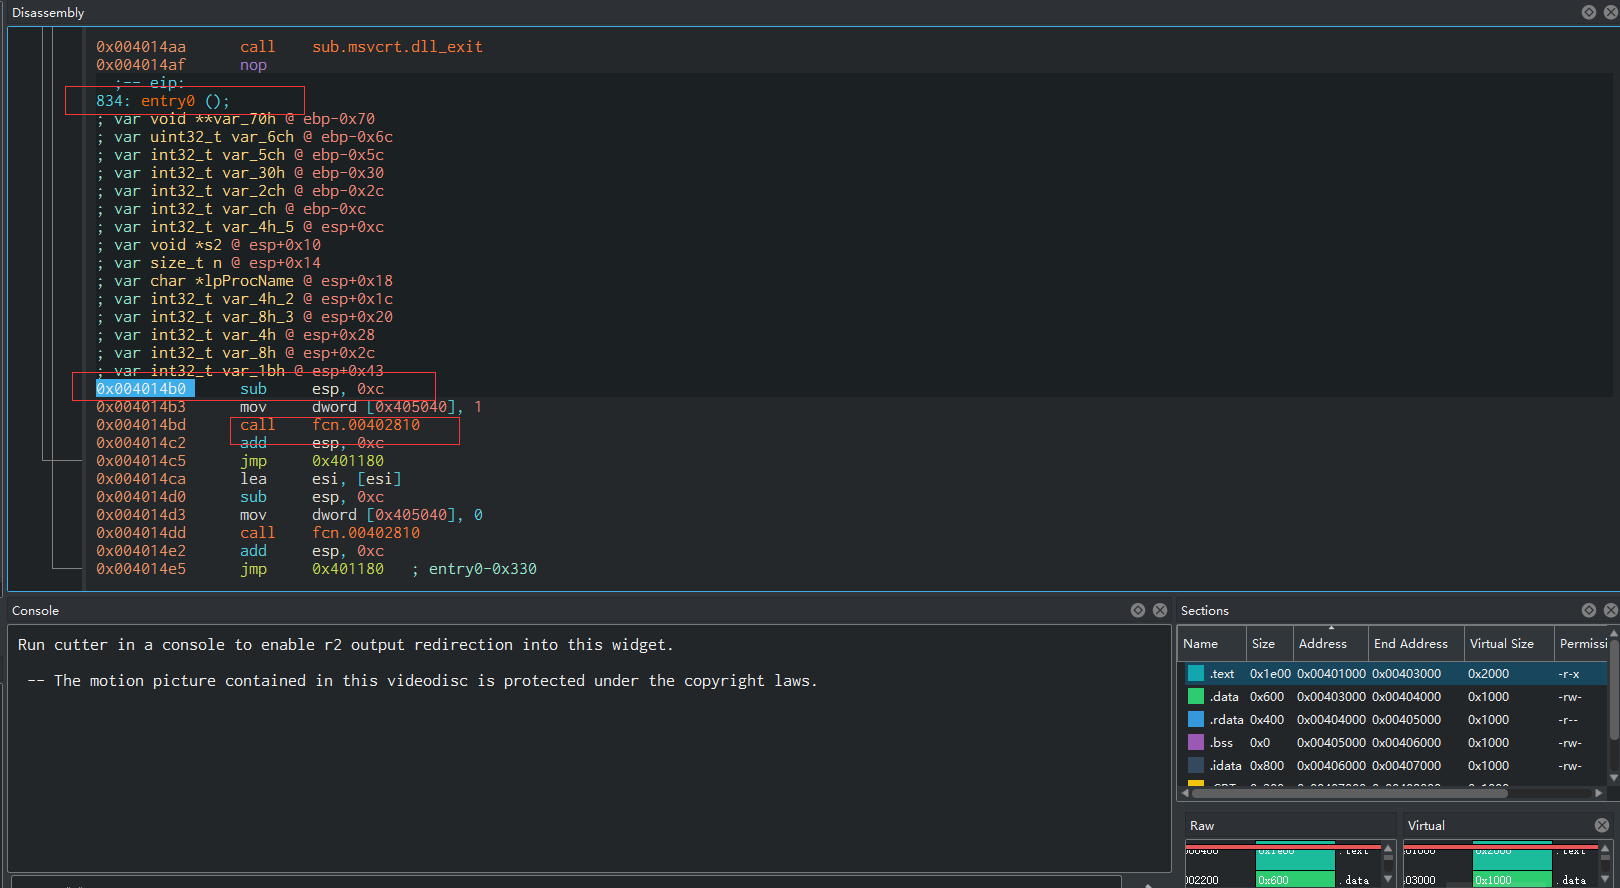 Disassembly
0x004014aa call sub.msvcrt.dll_exit
0x004014af nop
;-- eip:
834: entry0 ();
; var void **var_70h @ ebp-0x70
; var uint32_t var_6ch @ ebp-0x6c
; var int32_t var_5ch @ ebp-0x5c
; var int32_t var_30h @ ebp-0x30
; var int32_t var_2ch @ ebp-0x2c
; var int32_t var_ch @ ebp-0xc
; var int32_t var_4h_5 @ esp+0xc
; var void *s2 @ esp+0x10
; var size_t n @ esp+0x14
; var char *lpProcName @ esp+0x18
; var int32_t var_4h_2 @ esp+0x1c
; var int32_t var_8h_3 @ esp+0x20
; var int32_t var_4h @ esp+0x28
; var int32_t var_8h @ esp+0x2c
; var int32_t var_1bh @ esp+0x43
0x004014b0 sub esp, 0xc
0x004014b3 mov dword [0x405040], 1
0x004014bd call fcn.00402810
0x004014c2 add esp, 0xc
0x004014c5 jmp 0x401180
0x004014ca lea esi, [esi]
0x004014d0 sub esp, 0xc
0x004014d3 mov dword [0x405040], 0
0x004014dd call fcn.00402810
0x004014e2 add esp, 0xc
0x004014e5 jmp 0x401180 ; entry0-0x330
Console
Run cutter in a console to enable r2 output redirection into this widget.
-- The motion picture contained in this videodisc is protected under the copyright laws.
Sections
Name Size Address End Address Virtual Size Permissi
.text 0x1e00 0x00401000 0x00403000 0x2000 -r-x
.data 0x600 0x00403000 0x00404000 0x1000 -rw-
.rdata 0x400 0x00404000 0x00405000 0x1000 -r--
.bss 0x0 0x00405000 0x00406000 0x1000 -rw-
.idata 0x800 0x00406000 0x00407000 0x1000 -rw-
Raw
0x1e00 .text
002200 0x600 .data
Virtual
0x2000 .text
03000 0x1000 .data